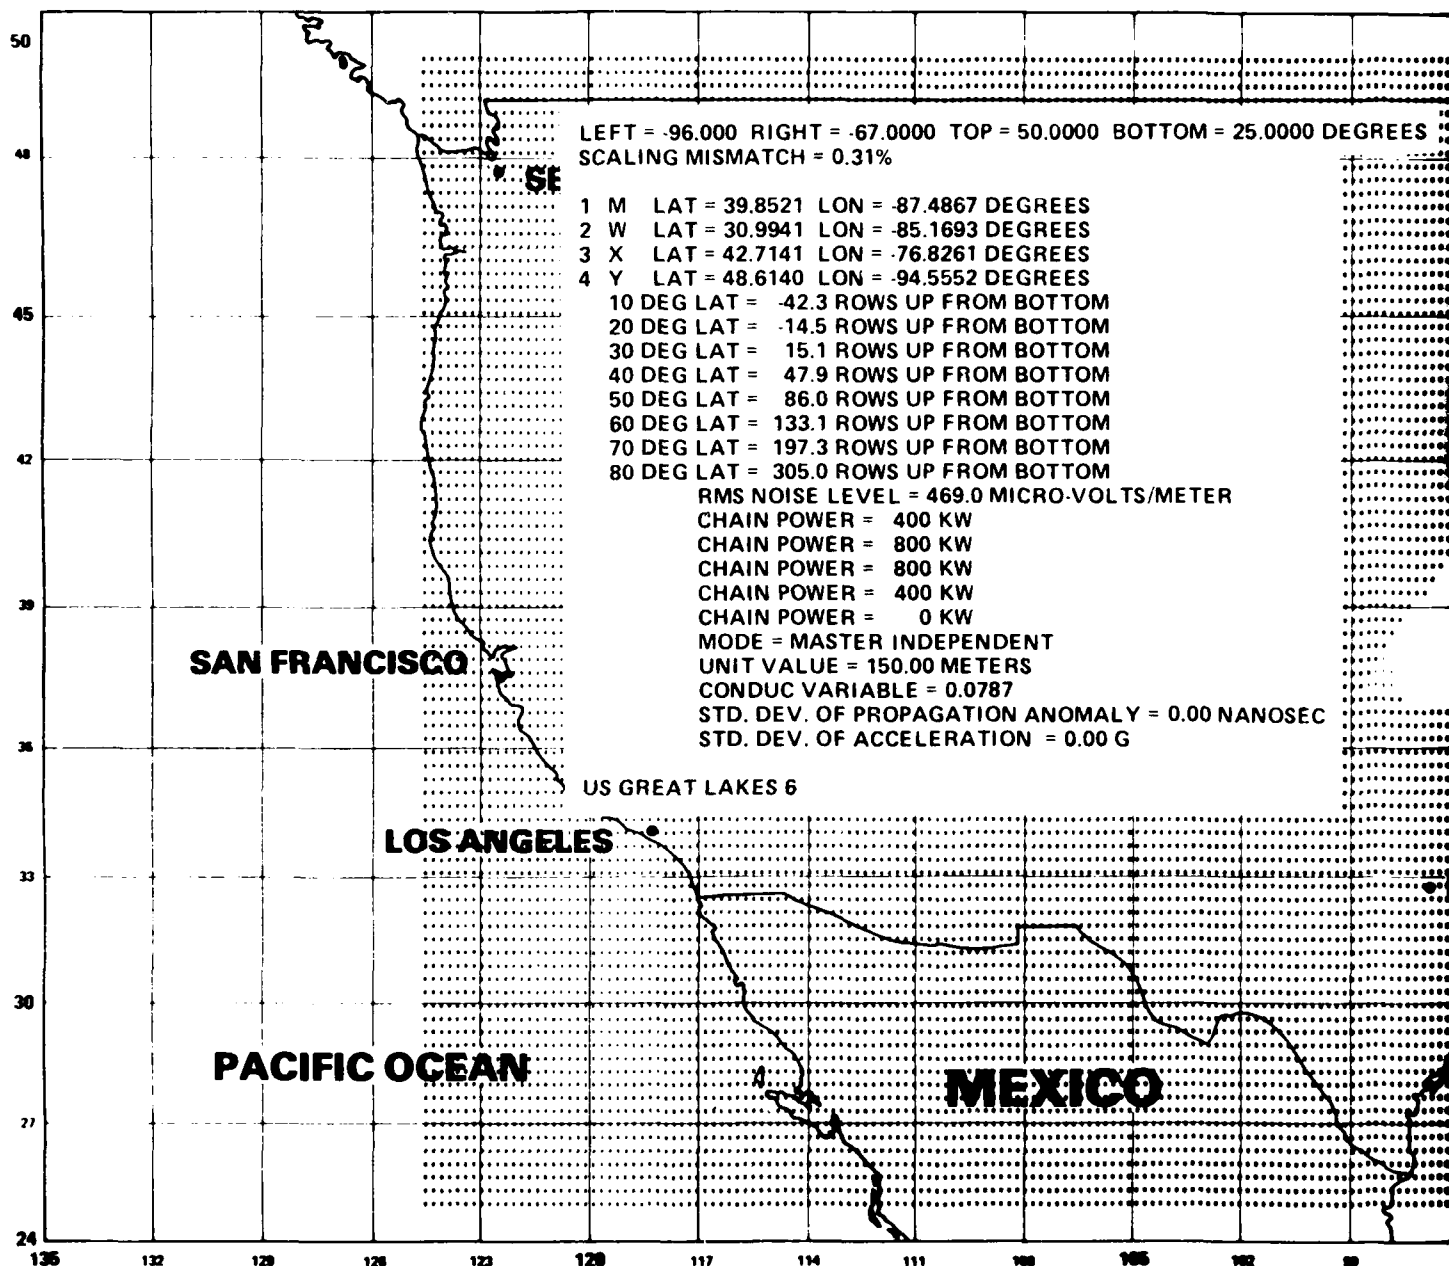 50
LEFT = -96.000 RIGHT = -67.0000 TOP = 50.0000 BOTTOM = 25.0000 DEGREES
SCALING MISMATCH = 0.31%
48
SE
1 M LAT = 39.8521 LON = -87.4867 DEGREES
2 W LAT = 30.9941 LON = -85.1693 DEGREES
3 X LAT = 42.7141 LON = -76.8261 DEGREES
4 Y LAT = 48.6140 LON = -94.5552 DEGREES
10 DEG LAT = -42.3 ROWS UP FROM BOTTOM
45
20 DEG LAT = -14.5 ROWS UP FROM BOTTOM
30 DEG LAT = 15.1 ROWS UP FROM BOTTOM
40 DEG LAT = 47.9 ROWS UP FROM BOTTOM
50 DEG LAT = 86.0 ROWS UP FROM BOTTOM
60 DEG LAT = 133.1 ROWS UP FROM BOTTOM
70 DEG LAT = 197.3 ROWS UP FROM BOTTOM
42
80 DEG LAT = 305.0 ROWS UP FROM BOTTOM
RMS NOISE LEVEL = 469.0 MICRO-VOLTS/METER
CHAIN POWER = 400 KW
CHAIN POWER = 800 KW
CHAIN POWER = 800 KW
CHAIN POWER = 400 KW
39
CHAIN POWER = 0 KW
MODE = MASTER INDEPENDENT
SAN FRANCISCO
UNIT VALUE = 150.00 METERS
CONDUC VARIABLE = 0.0787
STD. DEV. OF PROPAGATION ANOMALY = 0.00 NANOSEC
STD. DEV. OF ACCELERATION = 0.00 G
36
US GREAT LAKES 6
LOS ANGELES
33
30
PACIFIC OCEAN
MEXICO
27
24
135 132 129 126 123 120 117 114 111 108 105 102 99